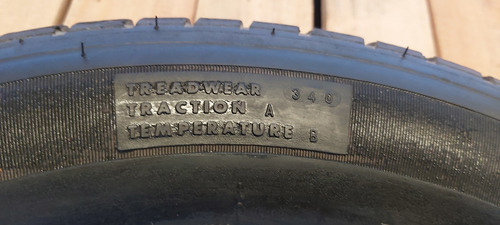 TREADWEAR 340
TRACTION A
TEMPERATURE B